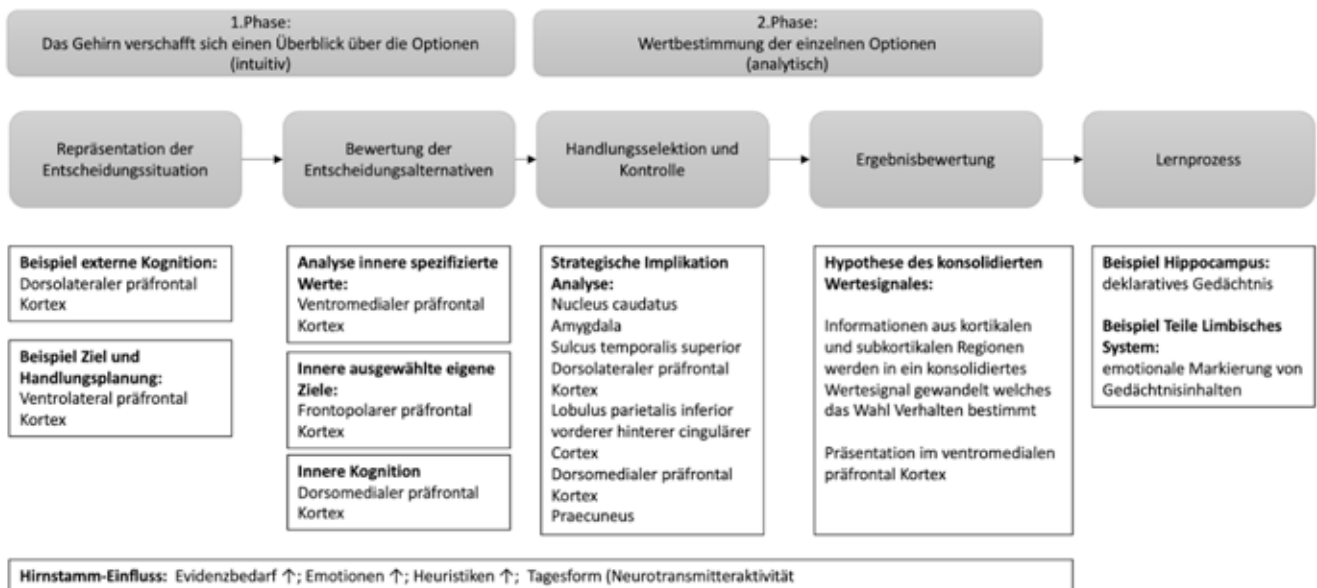 1.Phase:
Das Gehirn verschafft sich einen Überblick über die Optionen
(intuitiv)
2.Phase:
Wertbestimmung der einzelnen Optionen
(analytisch)
Repräsentation der
Entscheidungssituation
Bewertung der
Entscheidungsalternativen
Handlungsselektion und
Kontrolle
Ergebnisbewertung
Lernprozess
Beispiel externe Kognition:
Dorsolateraler präfrontal
Kortex
Beispiel Ziel und
Handlungsplanung:
Ventrolateral präfrontal
Kortex
Analyse innere spezifizierte
Werte:
Ventromedialer präfrontal
Kortex
Innere ausgewählte eigene
Ziele:
Frontopolarer präfrontal
Kortex
Innere Kognition
Dorsomedialer präfrontal
Kortex
Strategische Implikation
Analyse:
Nucleus caudatus
Amygdala
Sulcus temporalis superior
Dorsolateraler präfrontal
Kortex
Lobulus parietalis inferior
vorderer hinterer cingulärer
Cortex
Dorsomedialer präfrontal
Kortex
Praecuneus
Hypothese des konsolidierten
Wertesignales:
Informationen aus kortikalen
und subkortikalen Regionen
werden in ein konsolidiertes
Wertesignal gewandelt welches
das Wahl Verhalten bestimmt
Präsentation im ventromedialen
präfrontal Kortex
Beispiel Hippocampus:
deklaratives Gedächtnis
Beispiel Teile Limbisches
System:
emotionale Markierung von
Gedächtnisinhalten
Hirnstamm-Einfluss: Evidenzbedarf ↑; Emotionen ↑; Heuristiken ↑; Tagesform (Neurotransmitteraktivität